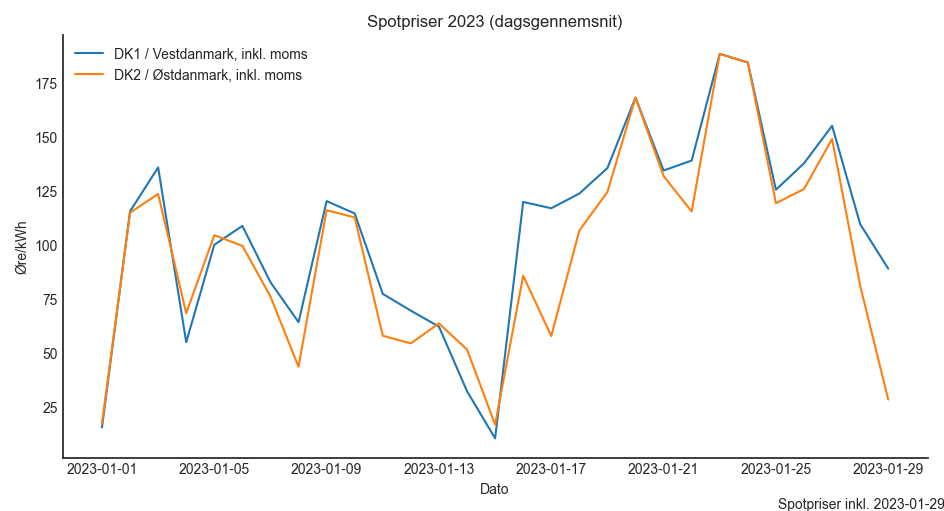 Spotpriser 2023 (dagsgennemsnit)
DK1 / Vestdanmark, inkl. moms
DK2 / Østdanmark, inkl. moms
Øre/kWh
175
150
125
100
75
50
25
2023-01-01 2023-01-05 2023-01-09 2023-01-13 2023-01-17 2023-01-21 2023-01-25 2023-01-29
Dato
Spotpriser inkl. 2023-01-29